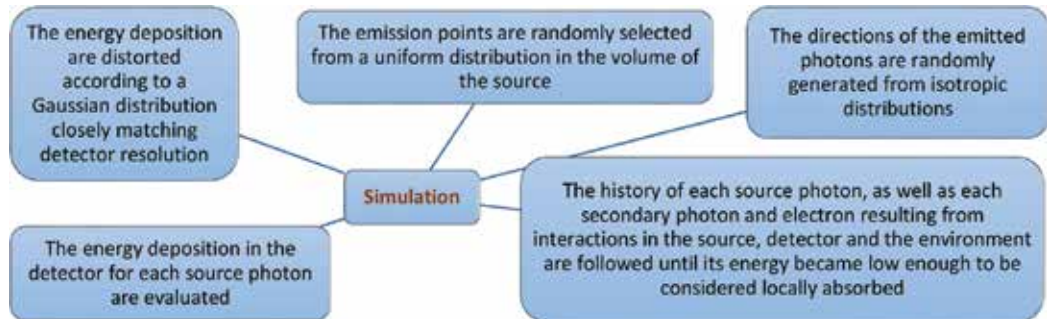 The energy deposition
are distorted
according to a
Gaussian distribution
closely matching
detector resolution
The emission points are randomly selected
from a uniform distribution in the volume of
the source
The directions of the emitted
photons are randomly
generated from isotropic
distributions
Simulation
The energy deposition in the
detector for each source photon
are evaluated
The history of each source photon, as well as each
secondary photon and electron resulting from
interactions in the source, detector and the environment
are followed until its energy became low enough to be
considered locally absorbed